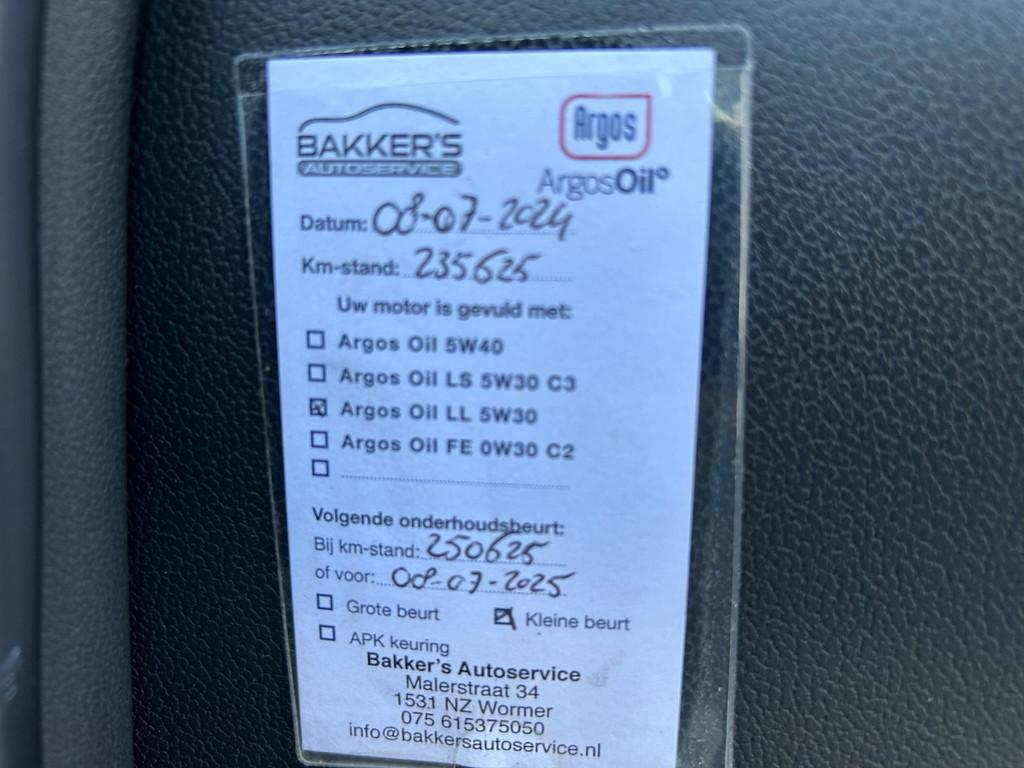 BAKKER'S
AUTOSERVICE
Argos
ArgosOil
Datum: 08-07-2024
Km-stand: 235625
Uw motor is gevuld met:
☐ Argos Oil 5W40
☐ Argos Oil LS 5W30 C3
☒ Argos Oil LL 5W30
☐ Argos Oil FE 0W30 C2
☐
Volgende onderhoudsbeurt:
Bij km-stand: 250625
of voor: 08-07-2025
☐ Grote beurt ☒ Kleine beurt
☐ APK keuring
Bakker's Autoservice
Malerstraat 34
1531 NZ Wormer
075 615375050
info@bakkersautoservice.nl